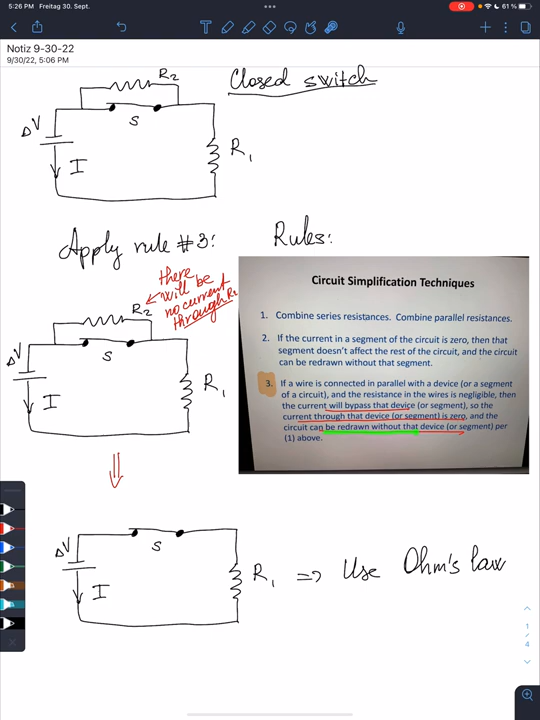 5:26 PM Freitag 30. Sept.
61 %
Notiz 9-30-22
9/30/22, 5:06 PM
Closed switch
R2
ΔV
S
I
R1
Apply rule #3:
Rules:
there
will be
no current
through R2
R2
ΔV
S
I
R1
Circuit Simplification Techniques
1. Combine series resistances. Combine parallel resistances.
2. If the current in a segment of the circuit is zero, then that
segment doesn't affect the rest of the circuit, and the circuit
can be redrawn without that segment.
3. If a wire is connected in parallel with a device (or a segment
of a circuit), and the resistance in the wires is negligible, then
the current will bypass that device (or segment), so the
current through that device (or segment) is zero, and the
circuit can be redrawn without that device (or segment) per
(1) above.
⇓
ΔV
S
I
R1 => Use Ohm's law
1
/
4